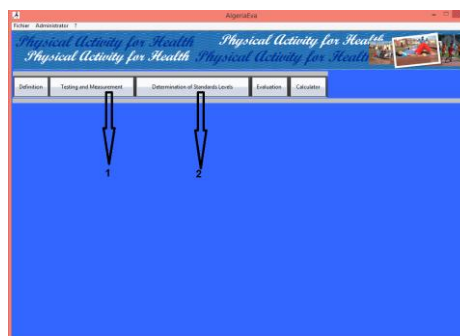 AlgeriaEva
Fichier Administrator ?
Physical Activity for Health Physical Activity for Health
Physical Activity for Health Physical Activity for Health
Definition Testing and Measurement Determination of Standards Levels Evaluation Calculates
1 2